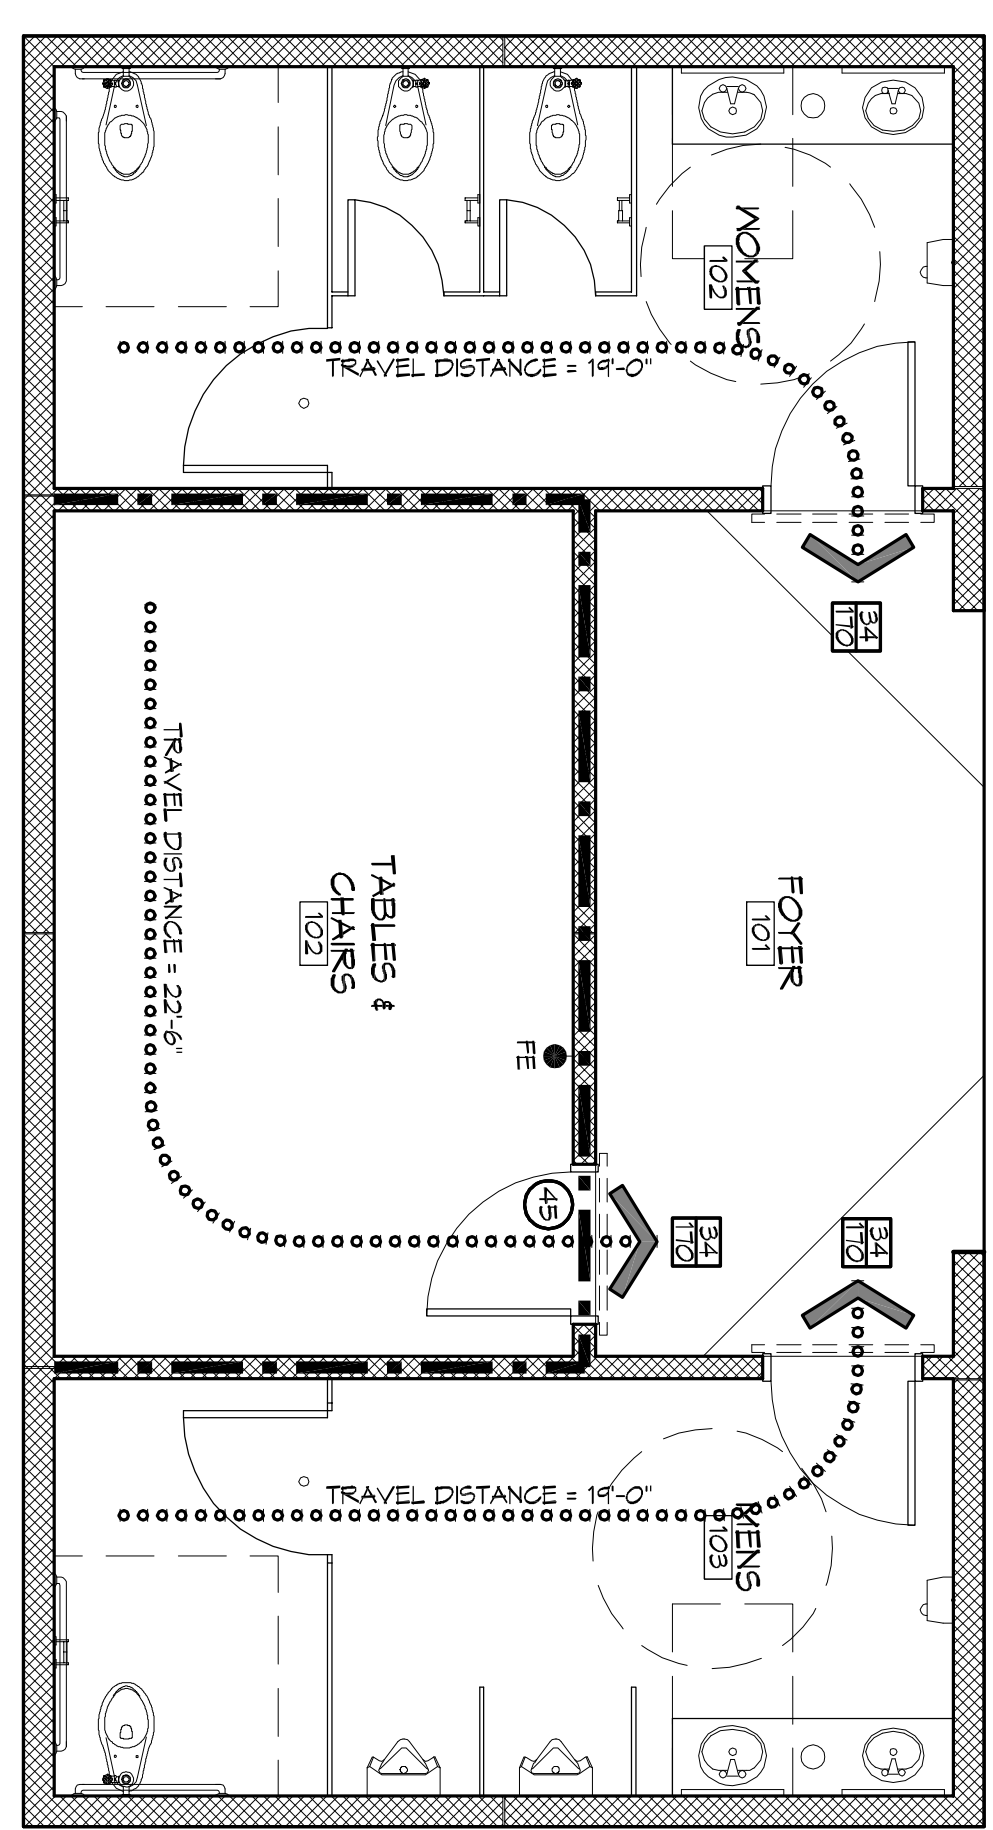 WOMENS
102
TRAVEL DISTANCE = 19'-0"
34
170
TRAVEL DISTANCE = 22'-6"
TABLES &
CHAIRS
102
FOYER
101
FE
45
34
170
34
170
TRAVEL DISTANCE = 19'-0"
MENS
103